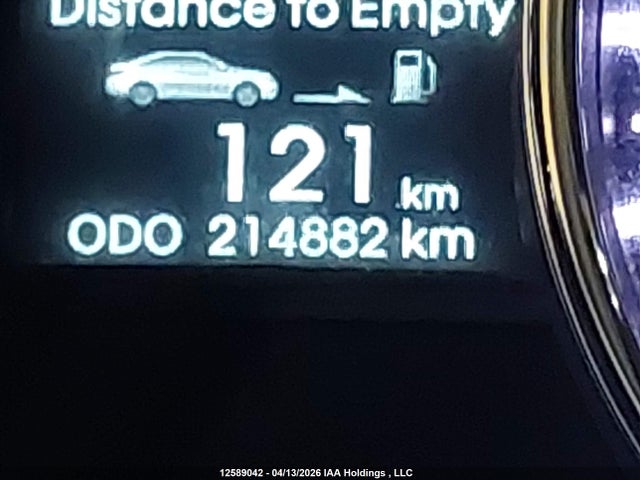 Distance to Empty
121 km
ODO 214882 km
12589042 - 04/13/2026 IAA Holdings , LLC